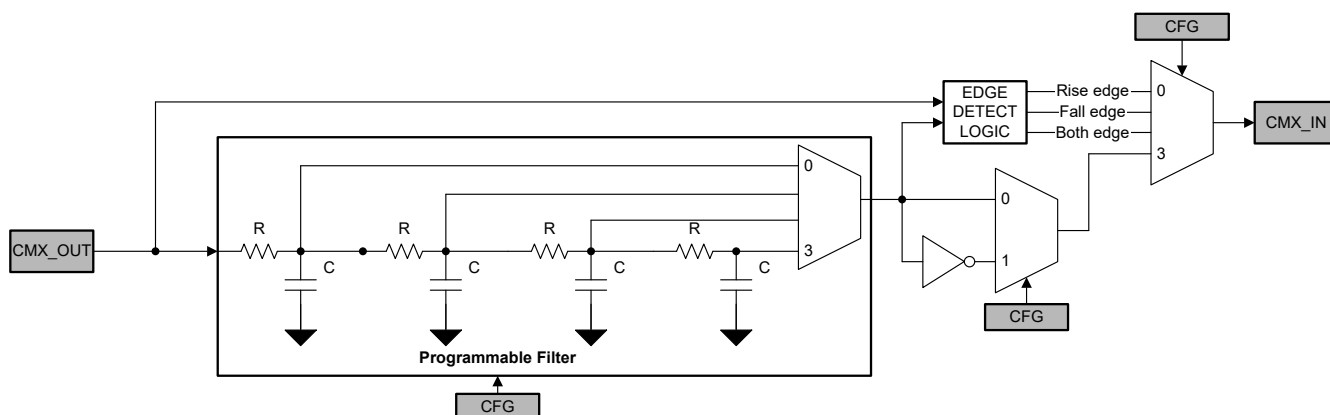 CFG
EDGE
DETECT
LOGIC
Rise edge
Fall edge
Both edge
0
3
CMX_IN
0
3
R
R
R
R
C
C
C
C
CMX_OUT
0
1
CFG
Programmable Filter
CFG